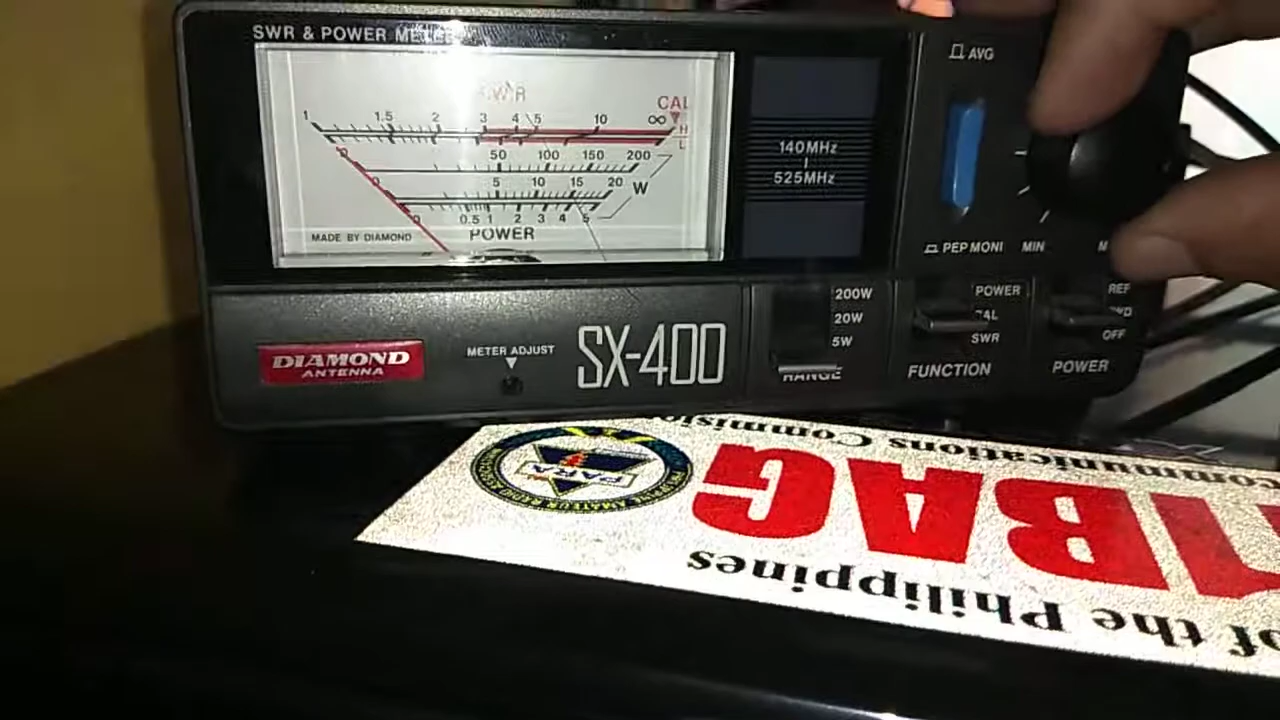 SWR & POWER METER
SWR
CAL
1 1.5 2 3 4 5 10 ∞
H
L
50 100 150 200
0 5 10 15 20
W
0 0.5 1 2 3 4 5
MADE BY DIAMOND
POWER
140MHz
525MHz
AVG
PEP MONI
MIN
DIAMOND
ANTENNA
METER ADJUST
SX-400
200W
20W
5W
RANGE
POWER
CAL
SWR
FUNCTION
REF
OFF
POWER
PARA
of the Philippines